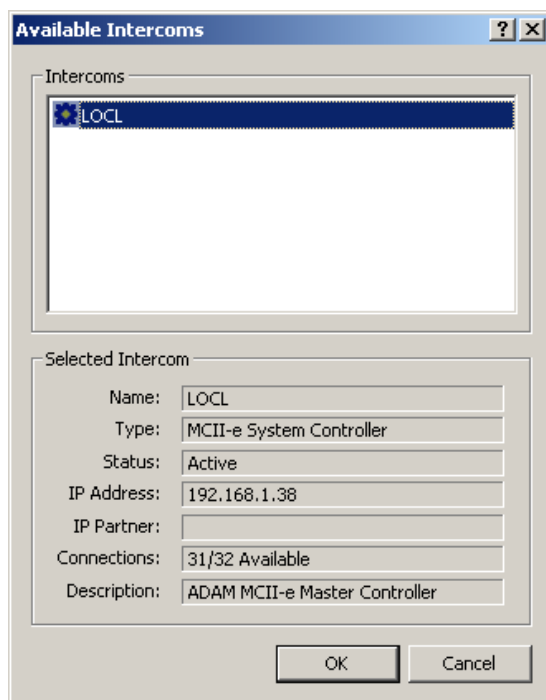 Available Intercoms
Intercoms
LOCL
Selected Intercom
Name: LOCL
Type: MCII-e System Controller
Status: Active
IP Address: 192.168.1.38
IP Partner:
Connections: 31/32 Available
Description: ADAM MCII-e Master Controller
OK Cancel